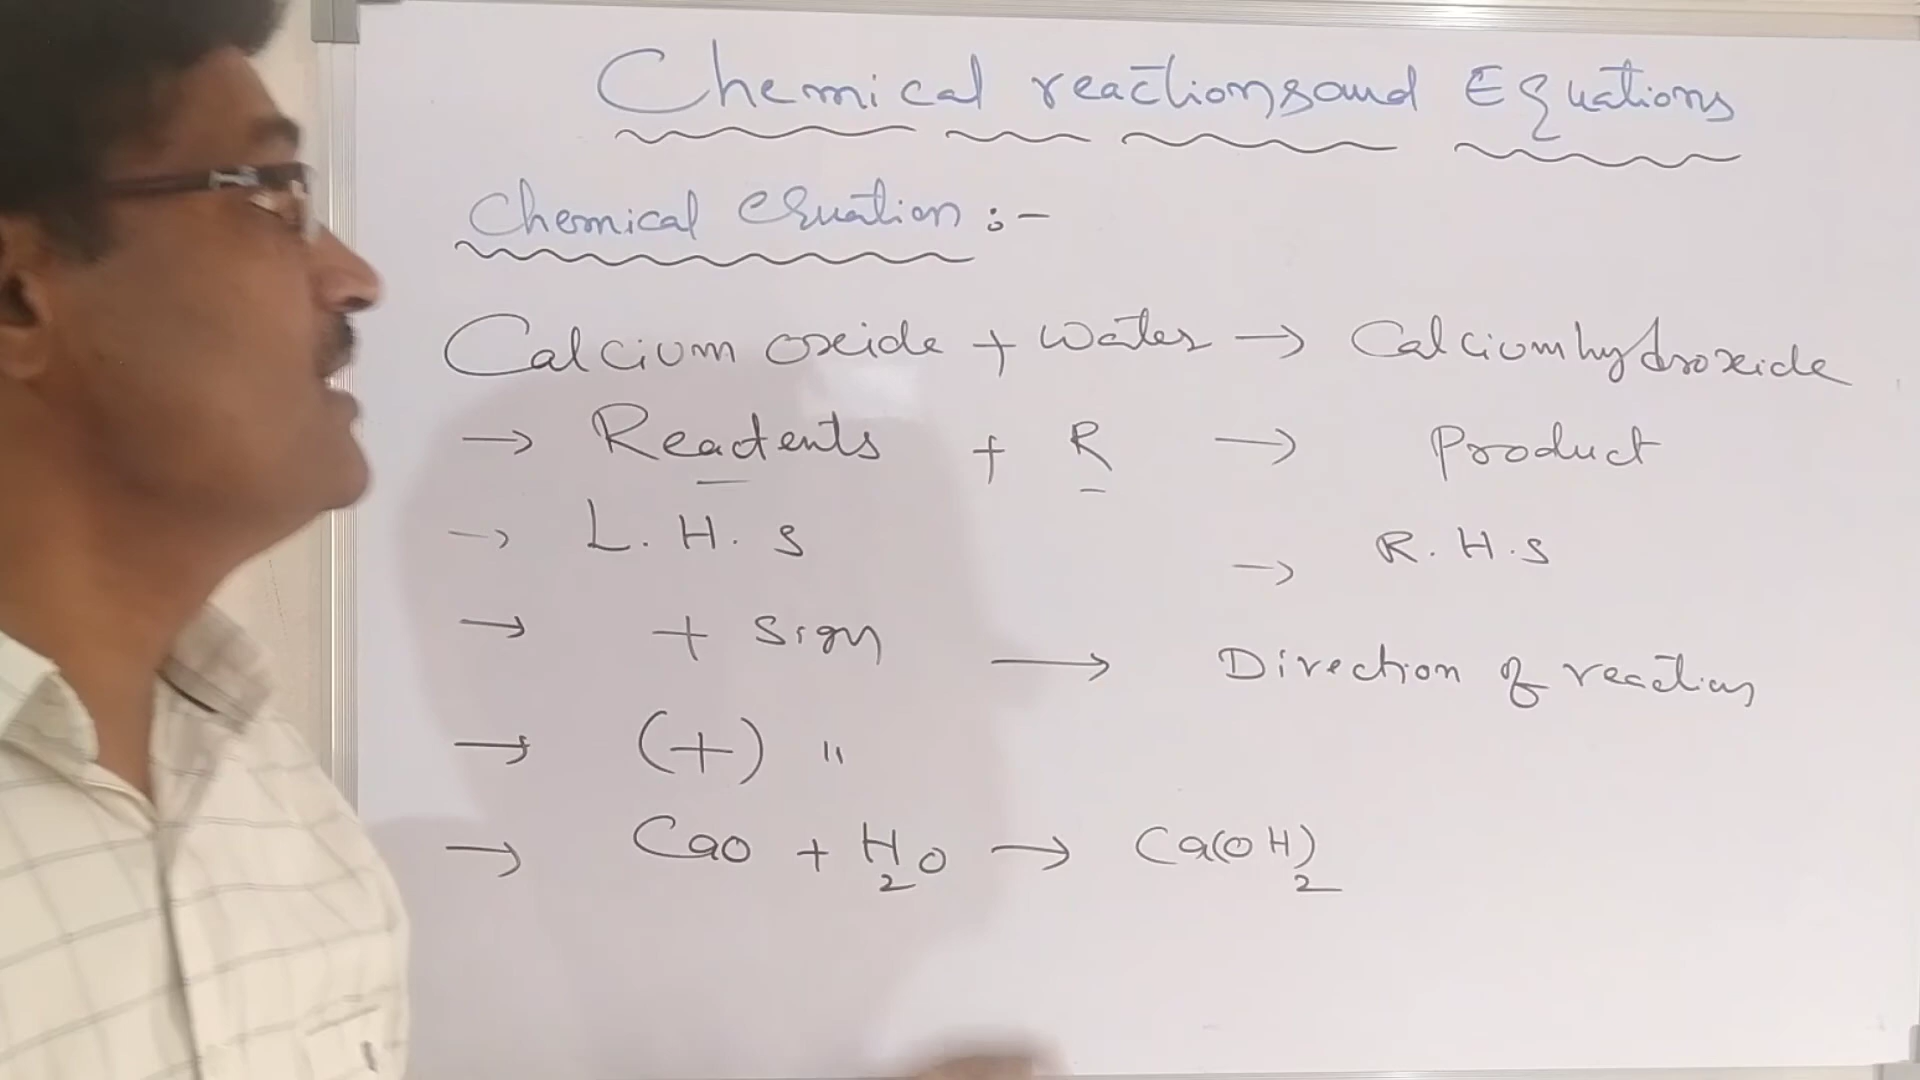 Chemical reactions and Equations
Chemical equation :-
Calcium oxide + Water → Calcium hydroxide
→ Reactents + R → Product
→ L.H.S → R.H.S
→ + Sign → Direction of reaction
→ (+) "
→ CaO + H₂O → Ca(OH)₂